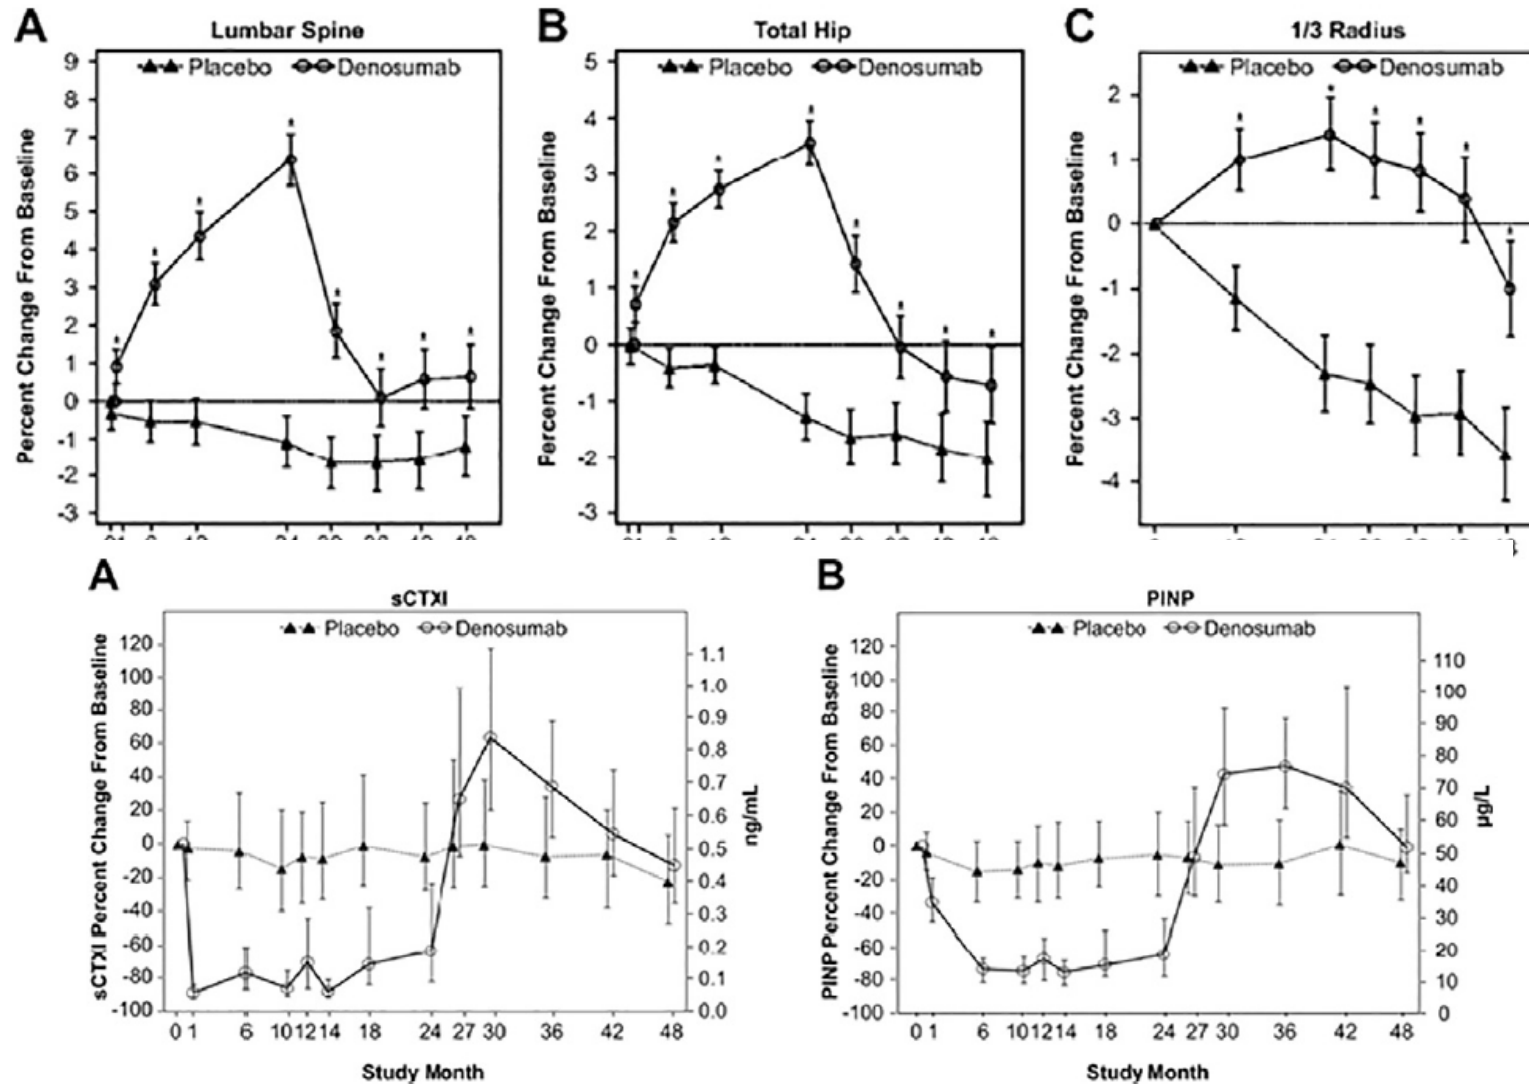 A
Lumbar Spine
Placebo Denosumab
Percent Change From Baseline
9
8
7
6
5
4
3
2
1
0
-1
-2
-3
B
Total Hip
Placebo Denosumab
Percent Change From Baseline
5
4
3
2
1
0
-1
-2
-3
C
1/3 Radius
Placebo Denosumab
Percent Change From Baseline
2
1
0
-1
-2
-3
-4
A
sCTXI
Placebo Denosumab
sCTXI Percent Change From Baseline
120
100
80
60
40
20
0
-20
-40
-60
-80
-100
1.1
1.0
0.9
0.8
0.7
0.6
0.5
0.4
0.3
0.2
0.1
0.0
ng/mL
0 1 6 10 12 14 18 24 27 30 36 42 48
Study Month
B
PINP
Placebo Denosumab
PINP Percent Change From Baseline
120
100
80
60
40
20
0
-20
-40
-60
-80
-100
110
100
90
80
70
60
50
40
30
20
10
0
µg/L
0 1 6 10 12 14 18 24 27 30 36 42 48
Study Month